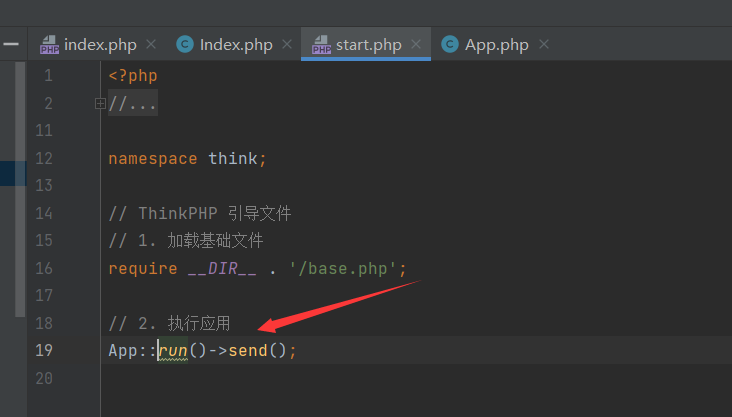 index.php
Index.php
start.php
App.php
1 <?php
2 //...
11
12 namespace think;
13
14 // ThinkPHP 引导文件
15 // 1. 加载基础文件
16 require __DIR__ . '/base.php';
17
18 // 2. 执行应用
19 App::run()->send();
20